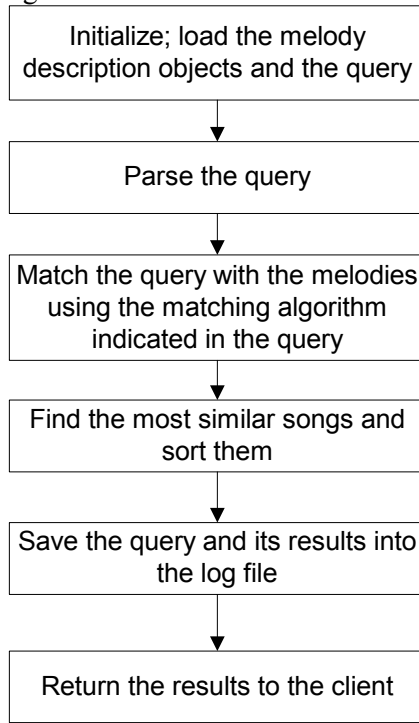 Initialize; load the melody
description objects and the query
Parse the query
Match the query with the melodies
using the matching algorithm
indicated in the query
Find the most similar songs and
sort them
Save the query and its results into
the log file
Return the results to the client